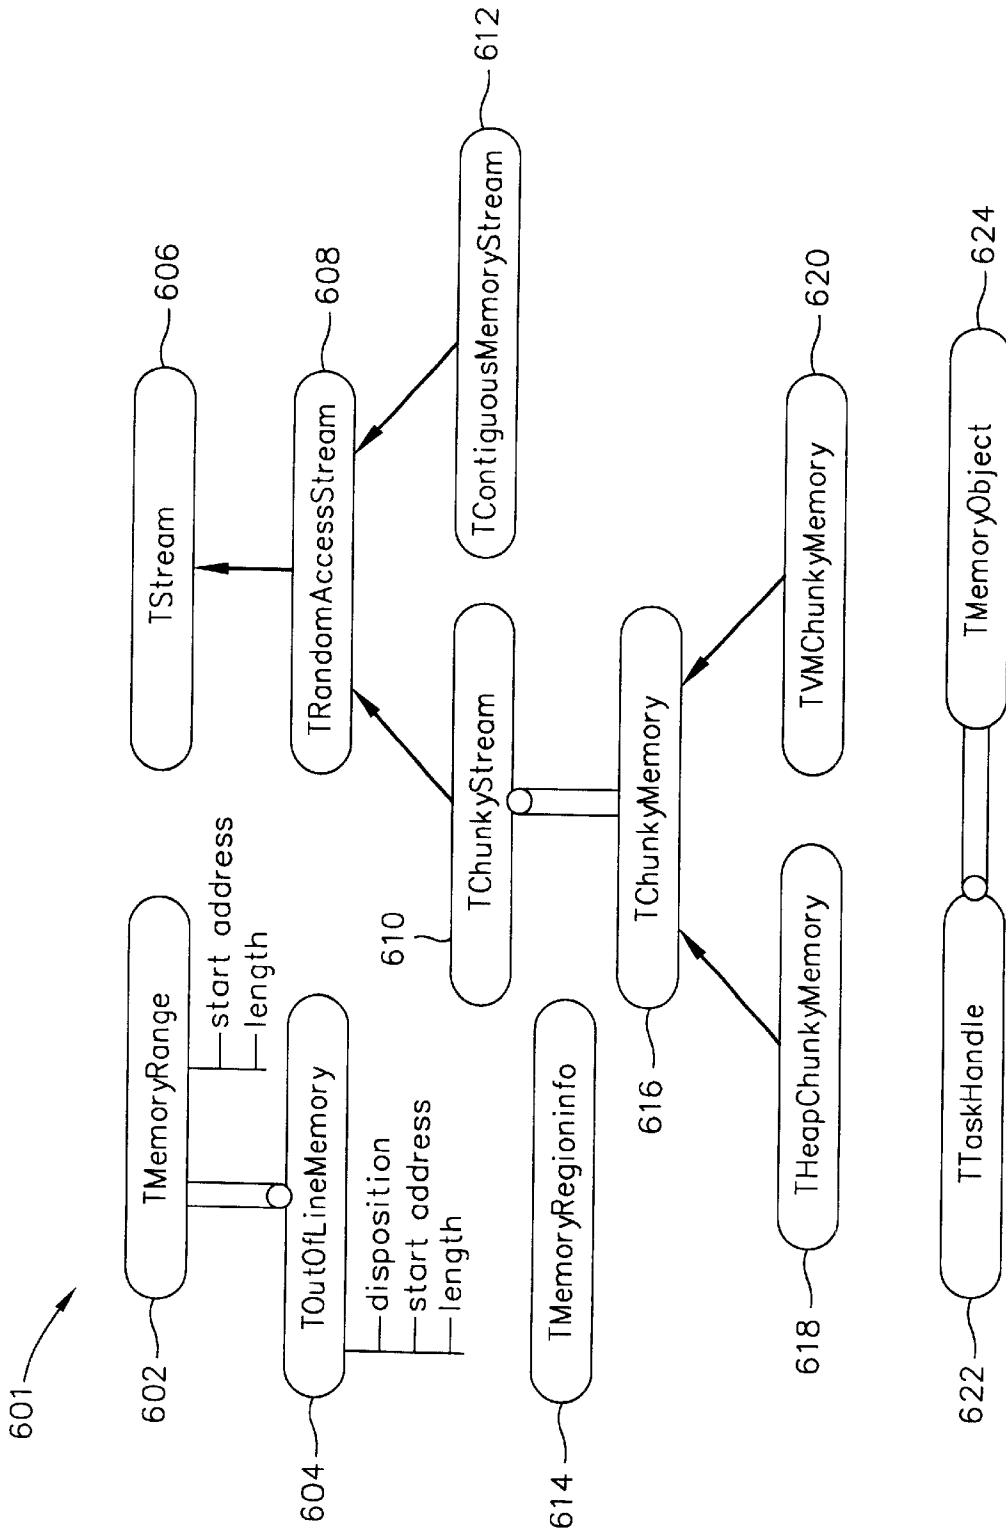 601
602
TMemoryRange
start address
length
604
TOutOfLineMemory
disposition
start address
length
606
TStream
608
TRandomAccessStream
610
TChunkyStream
612
TContiguousMemoryStream
614
TMemoryRegioninfo
616
TChunkyMemory
618
THeapChunkyMemory
620
TVMChunkyMemory
622
TTaskHandle
TMemoryObject
624